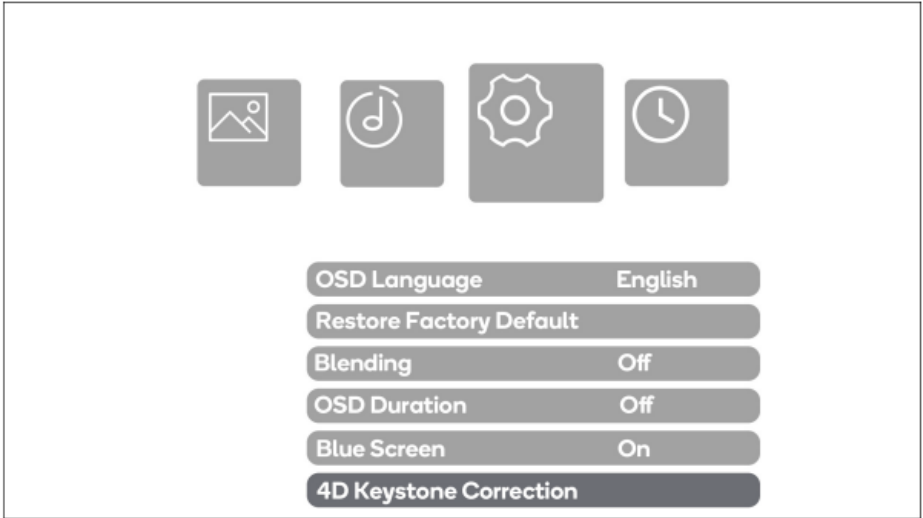 OSD Language English
Restore Factory Default
Blending Off
OSD Duration Off
Blue Screen On
4D Keystone Correction